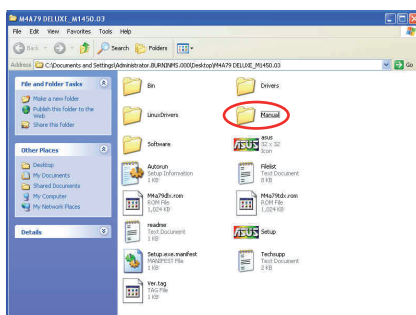 M4A79 DELUXE_M1450.03
File Edit View Favorites Tools Help
Back Search Folders
Address C:\Documents and Settings\Administrator.BURNINMS.000\Desktop\M4A79 DELUXE_M1450.03 Go
File and Folder Tasks
Make a new folder
Publish this folder to the
Web
Share this folder
Other Places
Desktop
My Documents
Shared Documents
My Computer
My Network Places
Details
Bin
Drivers
LinuxDrivers
Manual
Software
asus
32 x 32
Icon
Autorun
Setup Information
1 KB
Filelist
Text Document
8 KB
M4a79dlx.rom
ROM File
1,024 KB
M4a79tdx.rom
ROM File
1,024 KB
readme
Text Document
1 KB
Setup
Setup.exe.manifest
MANIFEST File
1 KB
Techsupp
Text Document
2 KB
Ver.tag
TAG File
1 KB